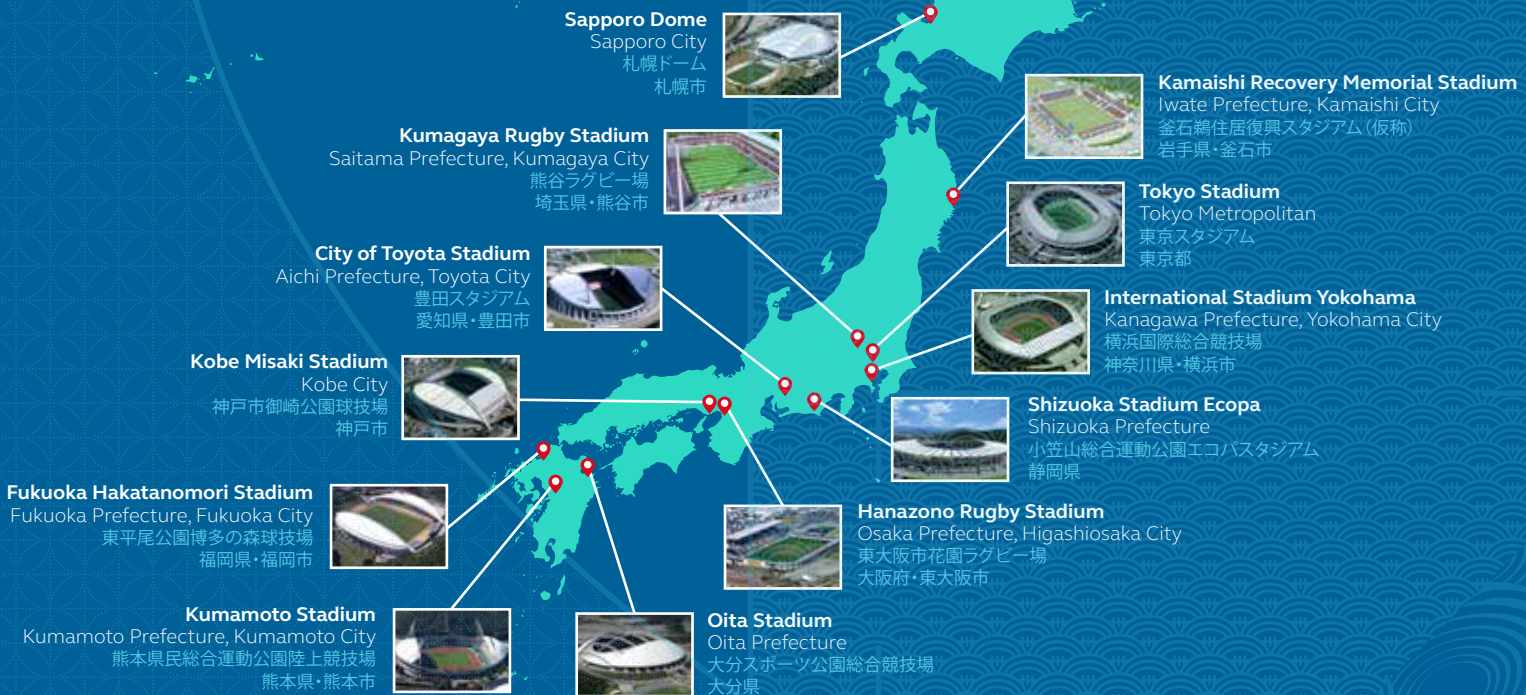 Sapporo Dome
Sapporo City
札幌ドーム
札幌市
Kamaishi Recovery Memorial Stadium
Iwate Prefecture, Kamaishi City
釜石鵜住居復興スタジアム（仮称）
岩手県・釜石市
Kumagaya Rugby Stadium
Saitama Prefecture, Kumagaya City
熊谷ラグビー場
埼玉県・熊谷市
Tokyo Stadium
Tokyo Metropolitan
東京スタジアム
東京都
City of Toyota Stadium
Aichi Prefecture, Toyota City
豊田スタジアム
愛知県・豊田市
International Stadium Yokohama
Kanagawa Prefecture, Yokohama City
横浜国際総合競技場
神奈川県・横浜市
Kobe Misaki Stadium
Kobe City
神戸市御崎公園球技場
神戸市
Shizuoka Stadium Ecopa
Shizuoka Prefecture
小笠山総合運動公園エコパスタジアム
静岡県
Fukuoka Hakatanomori Stadium
Fukuoka Prefecture, Fukuoka City
東平尾公園博多の森球技場
福岡県・福岡市
Hanazono Rugby Stadium
Osaka Prefecture, Higashiosaka City
東大阪市花園ラグビー場
大阪府・東大阪市
Kumamoto Stadium
Kumamoto Prefecture, Kumamoto City
熊本県民総合運動公園陸上競技場
熊本県・熊本市
Oita Stadium
Oita Prefecture
大分スポーツ公園総合競技場
大分県